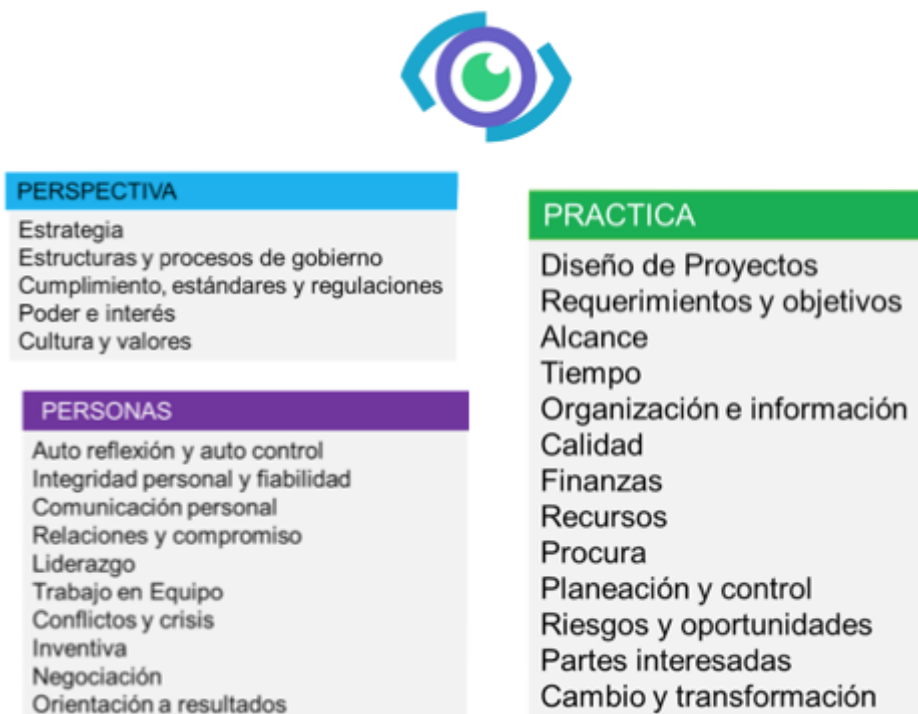 PERSPECTIVA
Estrategia
Estructuras y procesos de gobierno
Cumplimiento, estándares y regulaciones
Poder e interés
Cultura y valores
PERSONAS
Auto reflexión y auto control
Integridad personal y fiabilidad
Comunicación personal
Relaciones y compromiso
Liderazgo
Trabajo en Equipo
Conflictos y crisis
Inventiva
Negociación
Orientación a resultados
PRACTICA
Diseño de Proyectos
Requerimientos y objetivos
Alcance
Tiempo
Organización e información
Calidad
Finanzas
Recursos
Procura
Planeación y control
Riesgos y oportunidades
Partes interesadas
Cambio y transformación